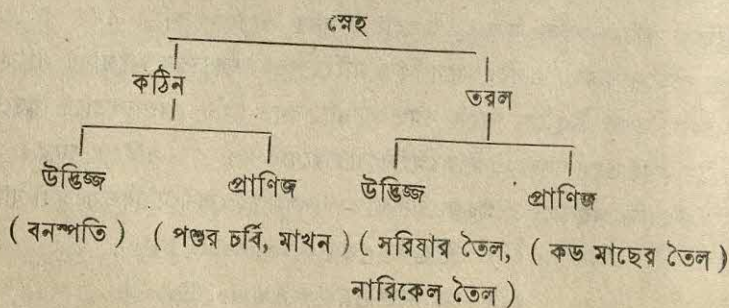 স্নেহ
কঠিন তরল
উদ্ভিজ্জ প্রাণিজ উদ্ভিজ্জ প্রাণিজ
( বনস্পতি ) ( পশুর চর্বি, মাখন ) ( সরিষার তৈল, ( কড মাছের তৈল )
নারিকেল তৈল )